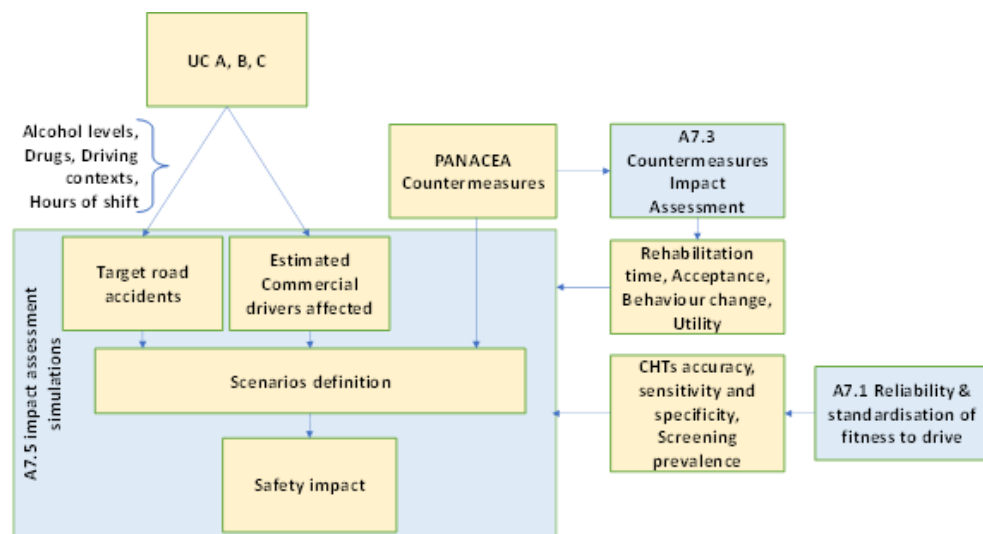 UC A, B, C
Alcohol levels,
Drugs, Driving
contexts,
Hours of shift
PANACEA
Countermeasures
A7.3
Countermeasures
Impact
Assessment
Target road
accidents
Estimated
Commercial
drivers affected
Rehabilitation
time, Acceptance,
Behaviour change,
Utility
A7.5 impact assessment
simulations
Scenarios definition
CHTs accuracy,
sensitivity and
specificity,
Screening
prevalence
A7.1 Reliability &
standardisation of
fitness to drive
Safety impact